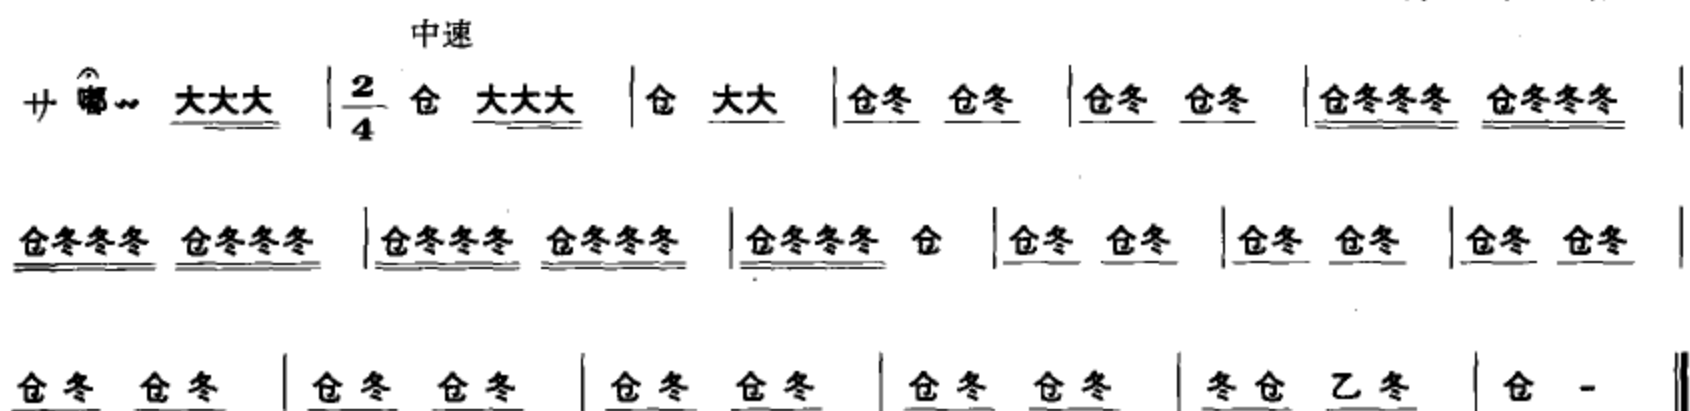 中速
サ 嘟~ 大大大 | 2/4 仓 大大大 | 仓 大大 | 仓冬 仓冬 | 仓冬 仓冬 | 仓冬冬冬 仓冬冬冬 |
仓冬冬冬 仓冬冬冬 | 仓冬冬冬 仓冬冬冬 | 仓冬冬冬 仓 | 仓冬 仓冬 | 仓冬 仓冬 | 仓冬 仓冬 |
仓冬 仓冬 | 仓冬 仓冬 | 仓冬 仓冬 | 仓冬 仓冬 | 冬仓 乙冬 | 仓 - ‖